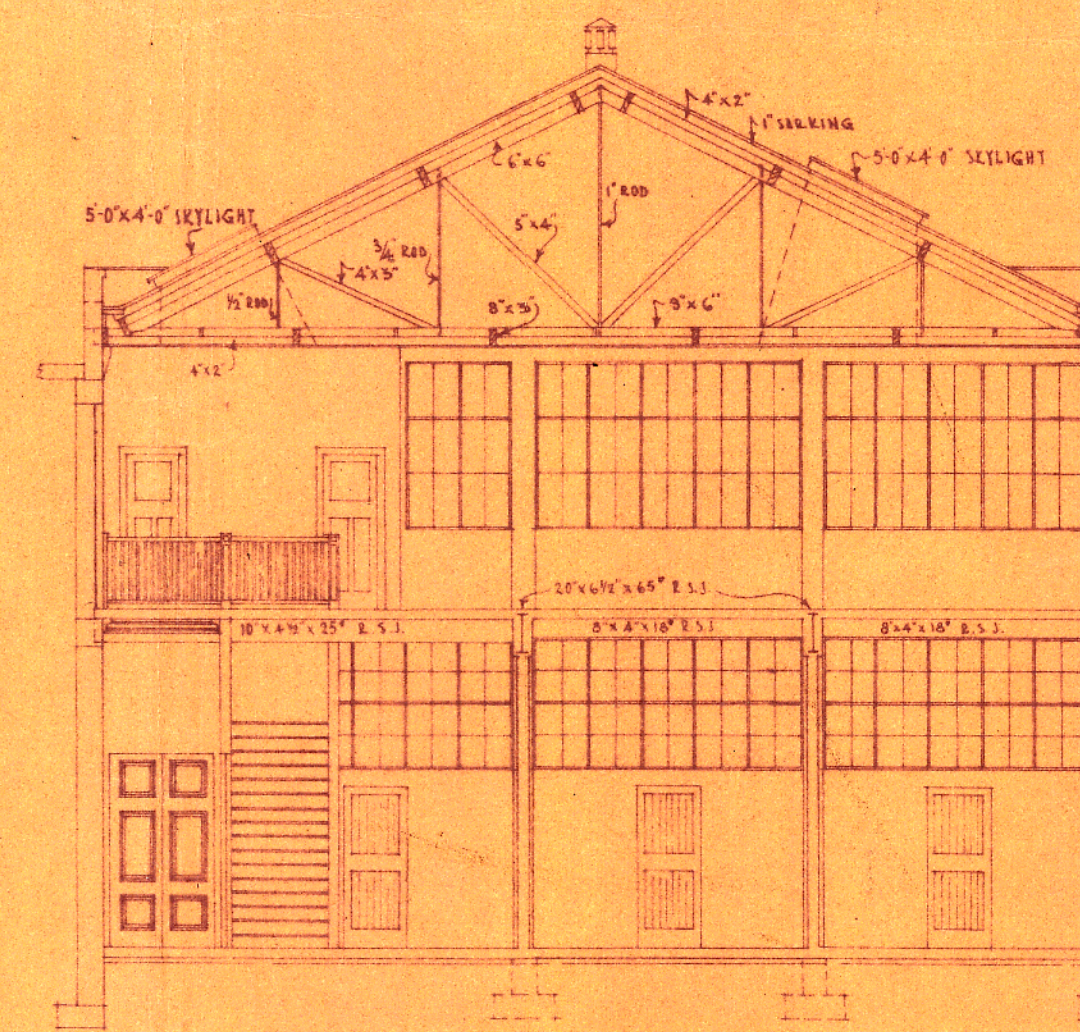 4"x2"
1" SARKING
5'-0"x4'-0" SKYLIGHT
6"x6"
1" ROD
5'-0"x4'-0" SKYLIGHT
5"x4"
3/4" ROD
4"x3"
1/2" ROD
8"x3"
9"x6"
4"x2"
20"x6½"x65# R.S.J.
10"x4½"x25# R.S.J.
8"x4"x18# R.S.J.
8"x4"x18# R.S.J.